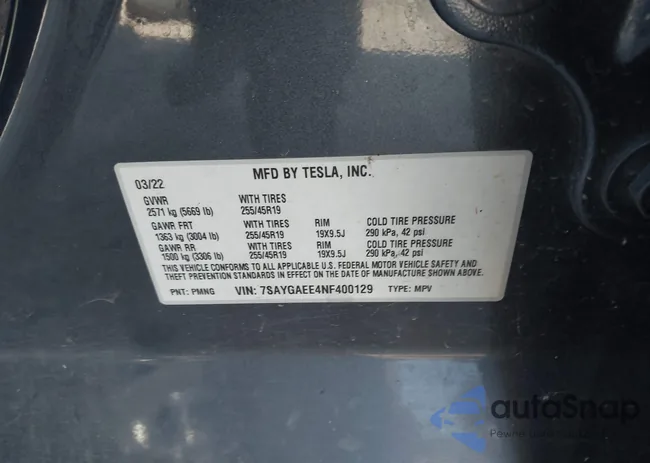 MFD BY TESLA, INC.
03/22
GVWR WITH TIRES
2571 kg (5669 lb) 255/45R19
GAWR FRT WITH TIRES RIM COLD TIRE PRESSURE
1363 kg (3004 lb) 255/45R19 19X9.5J 290 kPa, 42 psi
GAWR RR WITH TIRES RIM COLD TIRE PRESSURE
1500 kg (3306 lb) 255/45R19 19X9.5J 290 kPa, 42 psi
THIS VEHICLE CONFORMS TO ALL APPLICABLE U.S. FEDERAL MOTOR VEHICLE SAFETY AND
THEFT PREVENTION STANDARDS IN EFFECT ON THE DATE OF MANUFACTURE SHOWN ABOVE.
PNT: PMNG VIN: 7SAYGAEE4NF400129 TYPE: MPV
autoSnap